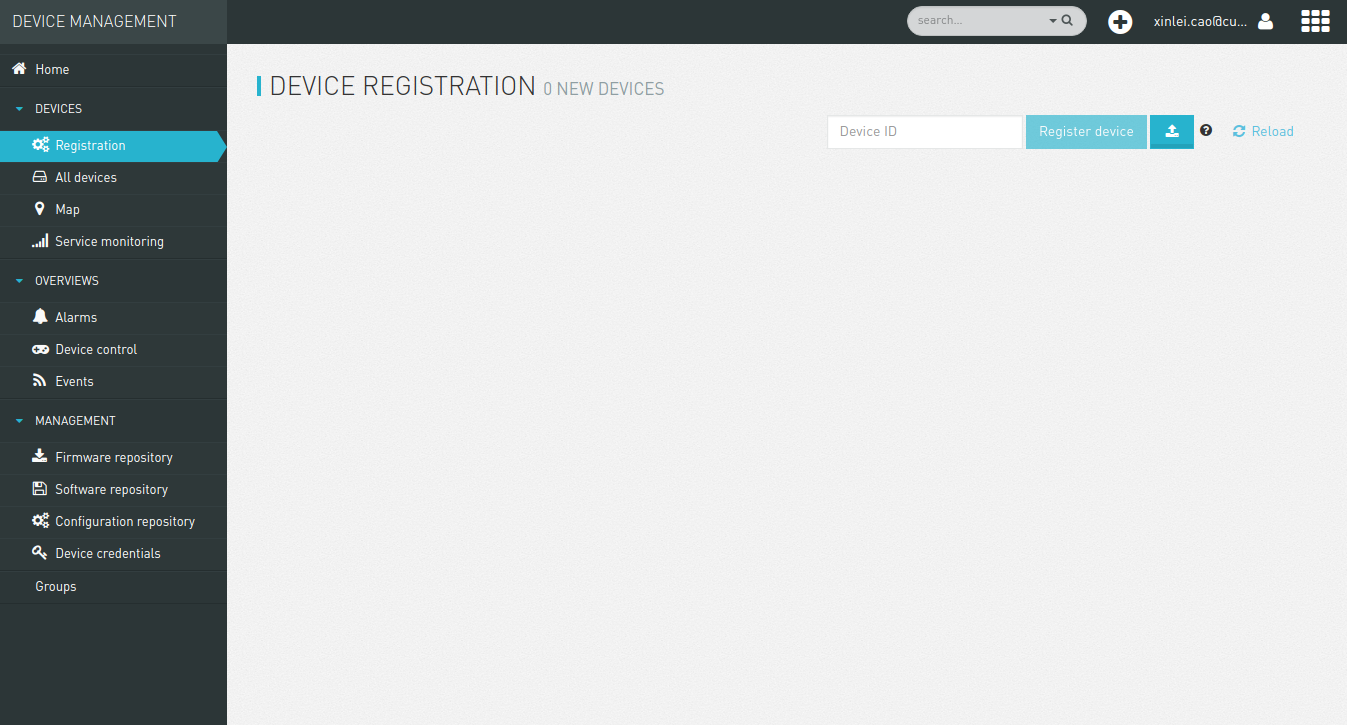 DEVICE MANAGEMENT
search...
xinlei.cao@cu...
Home
DEVICES
Registration
All devices
Map
Service monitoring
OVERVIEWS
Alarms
Device control
Events
MANAGEMENT
Firmware repository
Software repository
Configuration repository
Device credentials
Groups
DEVICE REGISTRATION 0 NEW DEVICES
Device ID Register device ? Reload